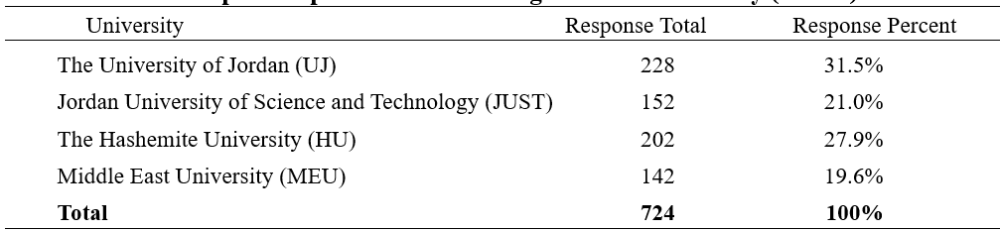 University Response Total Response Percent
The University of Jordan (UJ) 228 31.5%
Jordan University of Science and Technology (JUST) 152 21.0%
The Hashemite University (HU) 202 27.9%
Middle East University (MEU) 142 19.6%
Total 724 100%